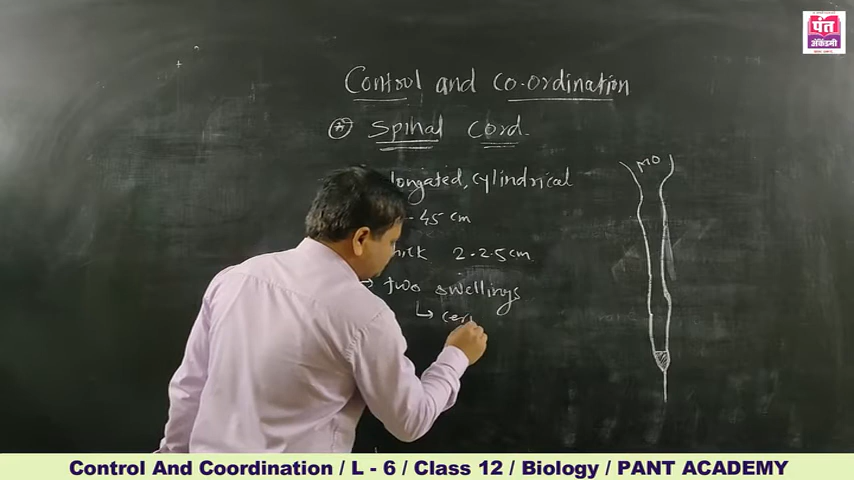 पंत
अ‍ॅकॅडमी
Control and Co-ordination
Spinal Cord.
longated, cylindrical
MO
- 45 cm
2-2.5 cm
two swellings
Control And Coordination / L - 6 / Class 12 / Biology / PANT ACADEMY